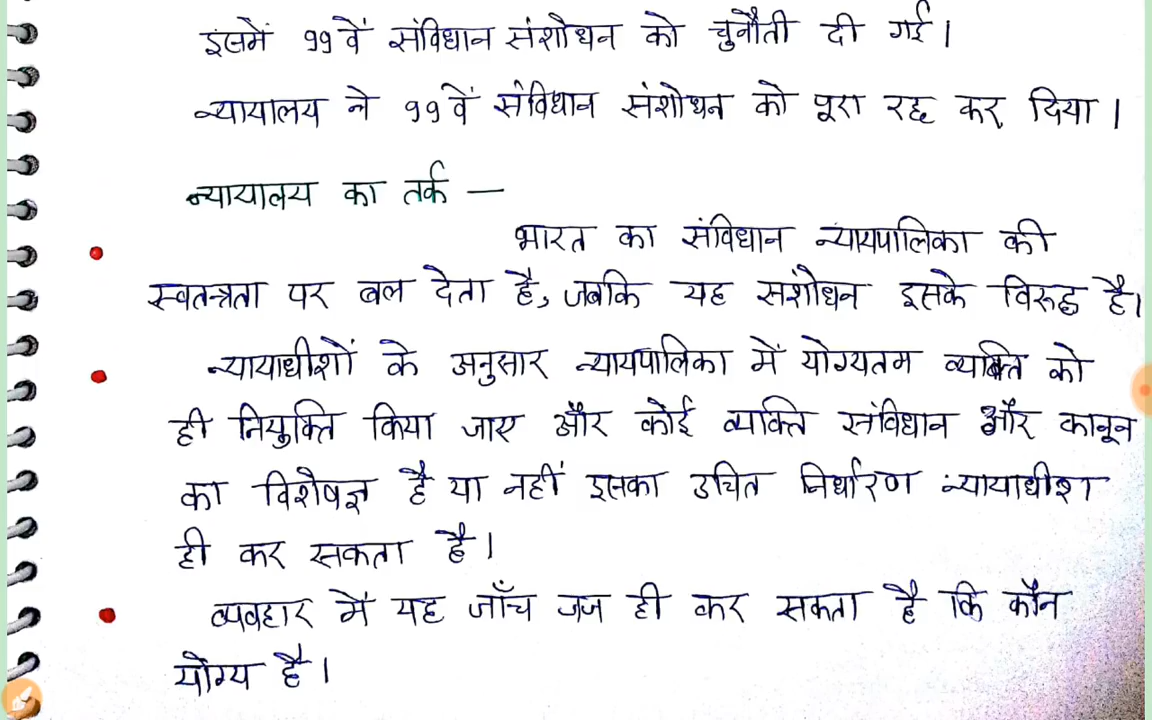 इसमें 99वें संविधान संशोधन को चुनौती दी गई।
न्यायालय ने 99वें संविधान संशोधन को पूरा रद्द कर दिया।
न्यायालय का तर्क —
भारत का संविधान न्यायपालिका की
स्वतन्त्रता पर बल देता है, जबकि यह संशोधन इसके विरुद्ध है।
न्यायाधीशों के अनुसार न्यायपालिका में योग्यतम व्यक्ति को
ही नियुक्ति किया जाए और कोई व्यक्ति संविधान और कानून
का विशेषज्ञ है या नहीं इसका उचित निर्धारण न्यायाधीश
ही कर सकता है।
व्यवहार में यह जाँच जज ही कर सकता है कि कौन
योग्य है।